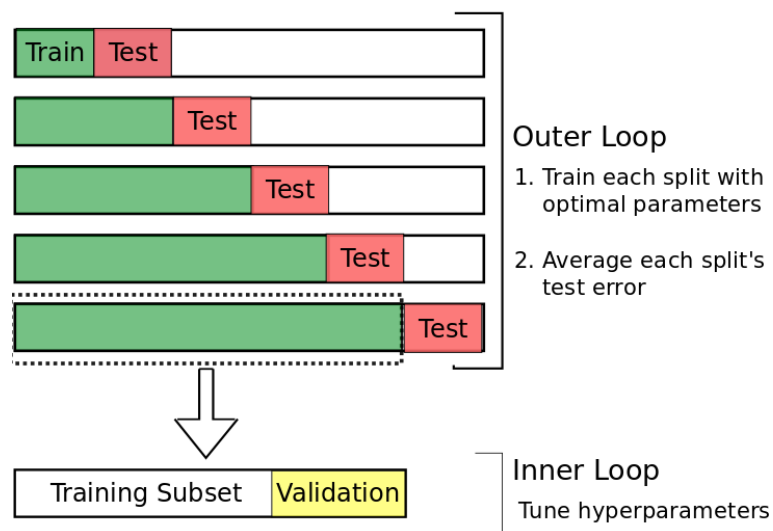 Train
Test
Test
Test
Test
Test
Outer Loop
1. Train each split with
optimal parameters
2. Average each split's
test error
Training Subset
Validation
Inner Loop
Tune hyperparameters